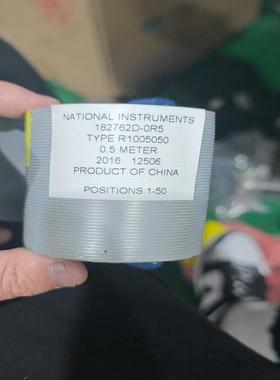 NATIONAL INSTRUMENTS
182762D-0R5
TYPE R1005050
0.5 METER
2016 12506
PRODUCT OF CHINA
POSITIONS 1-50